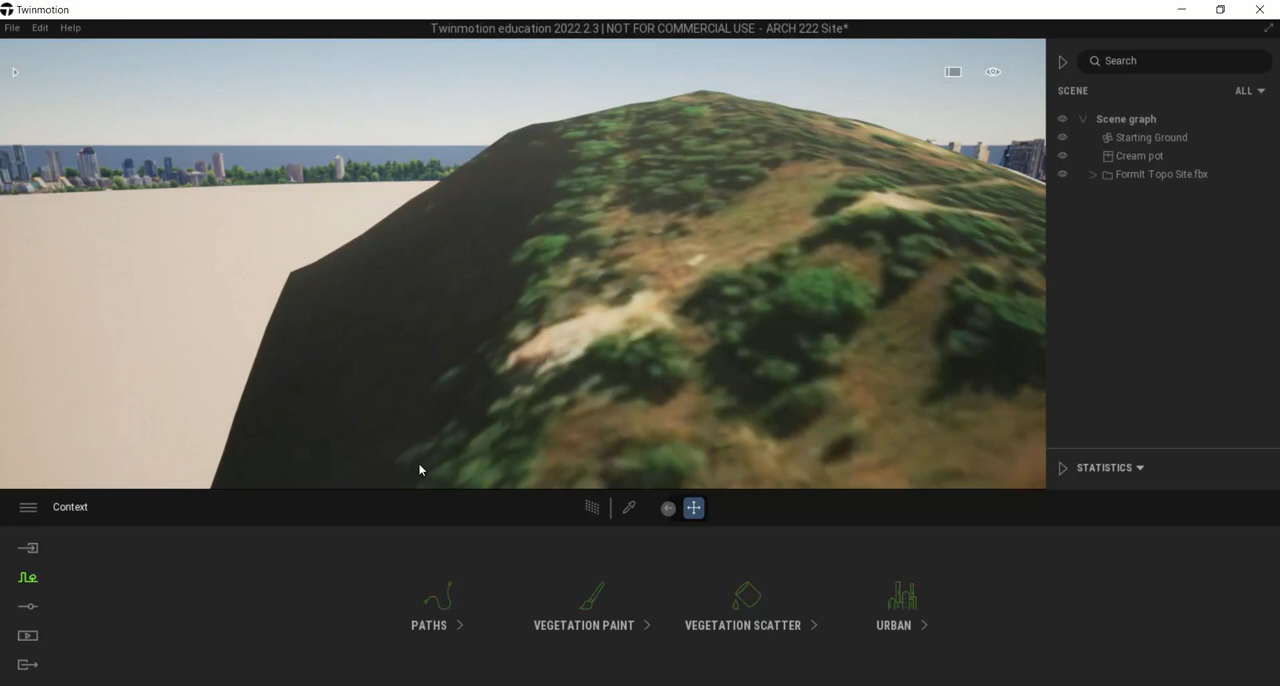 Twinmotion
File Edit Help
Twinmotion education 2022.2.3 | NOT FOR COMMERCIAL USE - ARCH 222 Site*
Search
SCENE
ALL
Scene graph
Starting Ground
Cream pot
FormIt Topo Site.fbx
STATISTICS
Context
PATHS
VEGETATION PAINT
VEGETATION SCATTER
URBAN